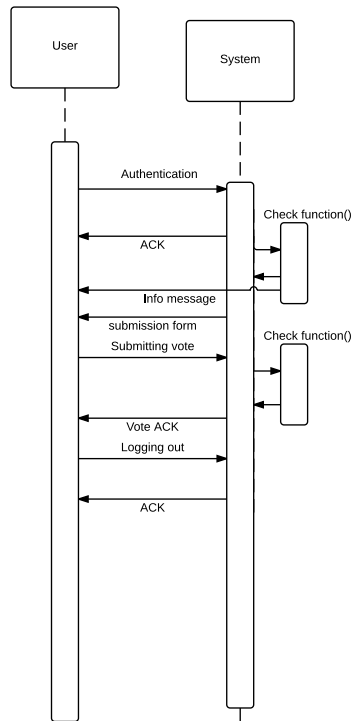 User
System
Authentication
Check function()
ACK
Info message
submission form
Submitting vote
Check function()
Vote ACK
Logging out
ACK